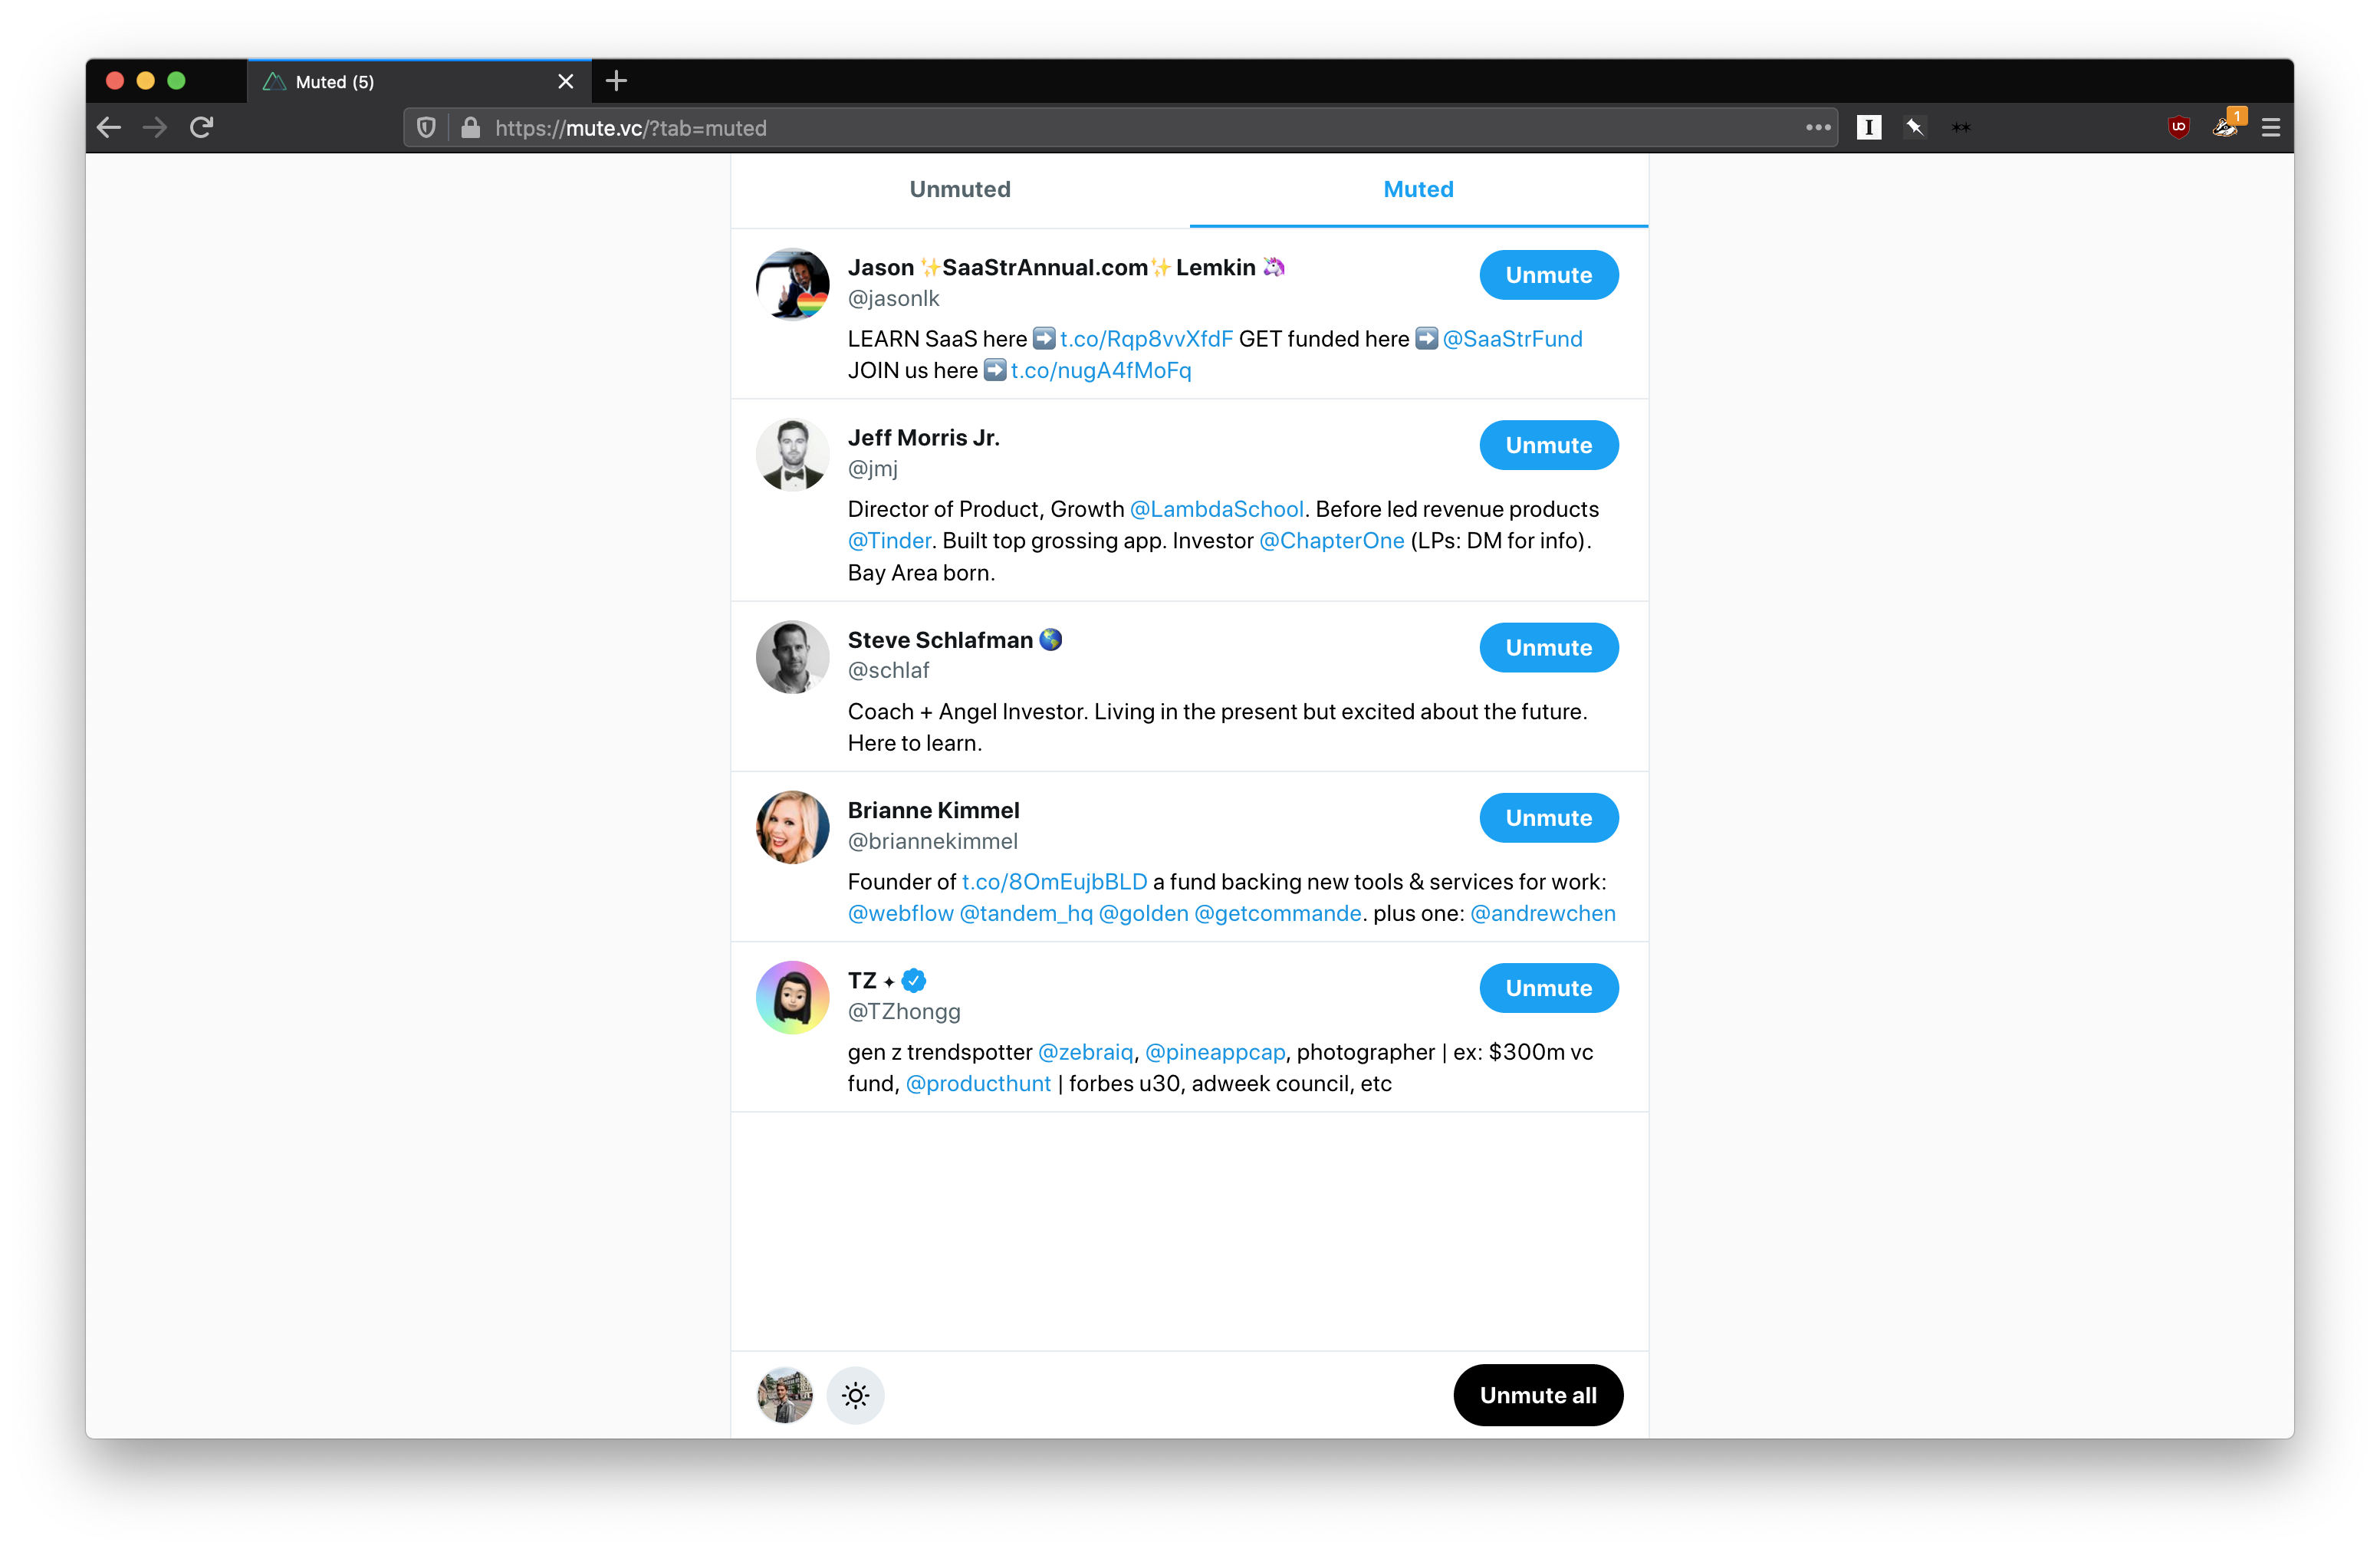 Muted (5)
https://mute.vc/?tab=muted
1
Unmuted Muted
Jason ✨SaaStrAnnual.com✨ Lemkin 🦄
Unmute
@jasonlk
LEARN SaaS here ➡️ t.co/Rqp8vvXfdF GET funded here ➡️ @SaaStrFund
JOIN us here ➡️ t.co/nugA4fMoFq
Jeff Morris Jr.
Unmute
@jmj
Director of Product, Growth @LambdaSchool. Before led revenue products
@Tinder. Built top grossing app. Investor @ChapterOne (LPs: DM for info).
Bay Area born.
Steve Schlafman 🌎
Unmute
@schlaf
Coach + Angel Investor. Living in the present but excited about the future.
Here to learn.
Brianne Kimmel
Unmute
@briannekimmel
Founder of t.co/8OmEujbBLD a fund backing new tools & services for work:
@webflow @tandem_hq @golden @getcommande. plus one: @andrewchen
TZ ✦
Unmute
@TZhongg
gen z trendspotter @zebraiq, @pineappcap, photographer | ex: $300m vc
fund, @producthunt | forbes u30, adweek council, etc
Unmute all